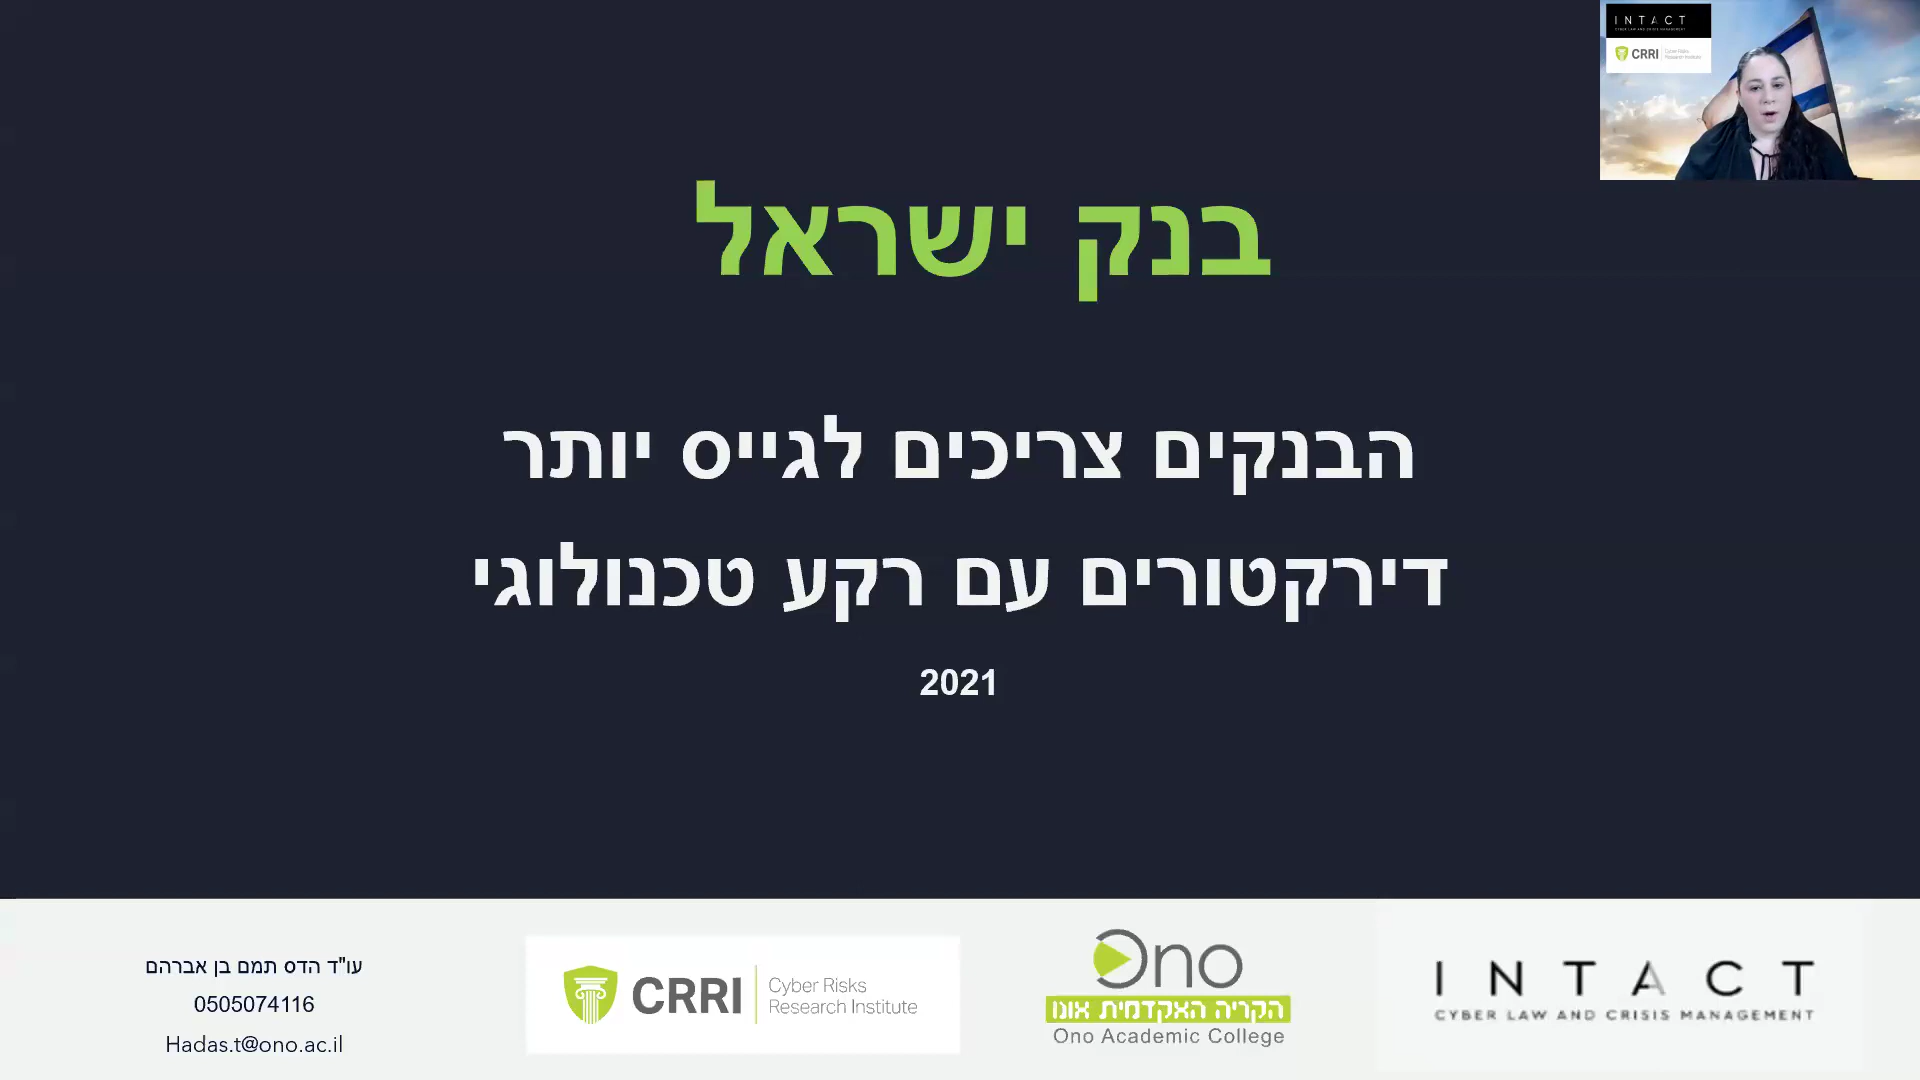 INTACT
CRRI
בנק ישראל
הבנקים צריכים לגייס יותר
דירקטורים עם רקע טכנולוגי
2021
עו"ד הדס תמם בן אברהם
0505074116
Hadas.t@ono.ac.il
CRRI
Cyber Risks
Research Institute
Ono
הקריה האקדמית אונו
Ono Academic College
INTACT
CYBER LAW AND CRISIS MANAGEMENT